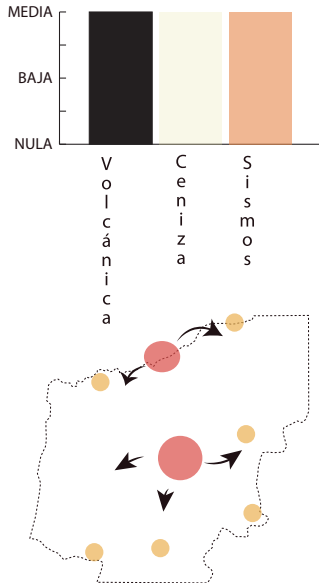 MEDIA
BAJA
NULA
Volcánica
Ceniza
Sismos